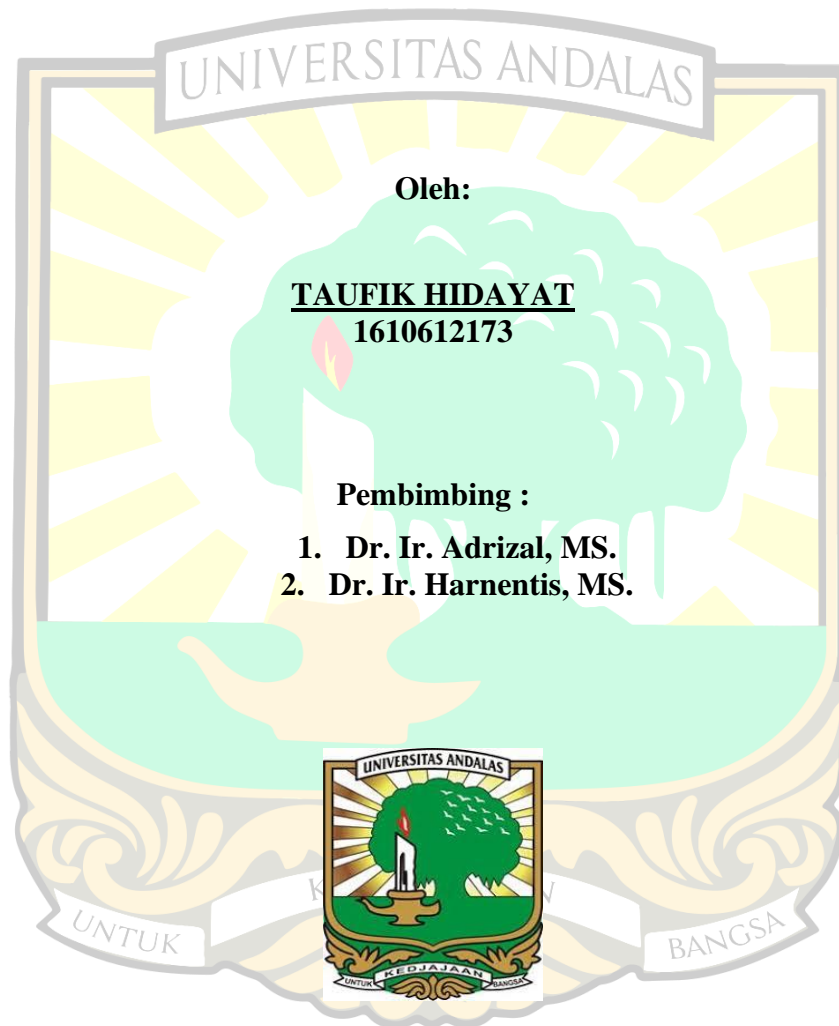 UNIVERSITAS ANDALAS
Oleh:
TAUFIK HIDAYAT
1610612173
Pembimbing :
1. Dr. Ir. Adrizal, MS.
2. Dr. Ir. Harnentis, MS.
UNIVERSITAS ANDALAS
UNTUK KEDJAJAAN BANGSA
UNTUK BANGSA